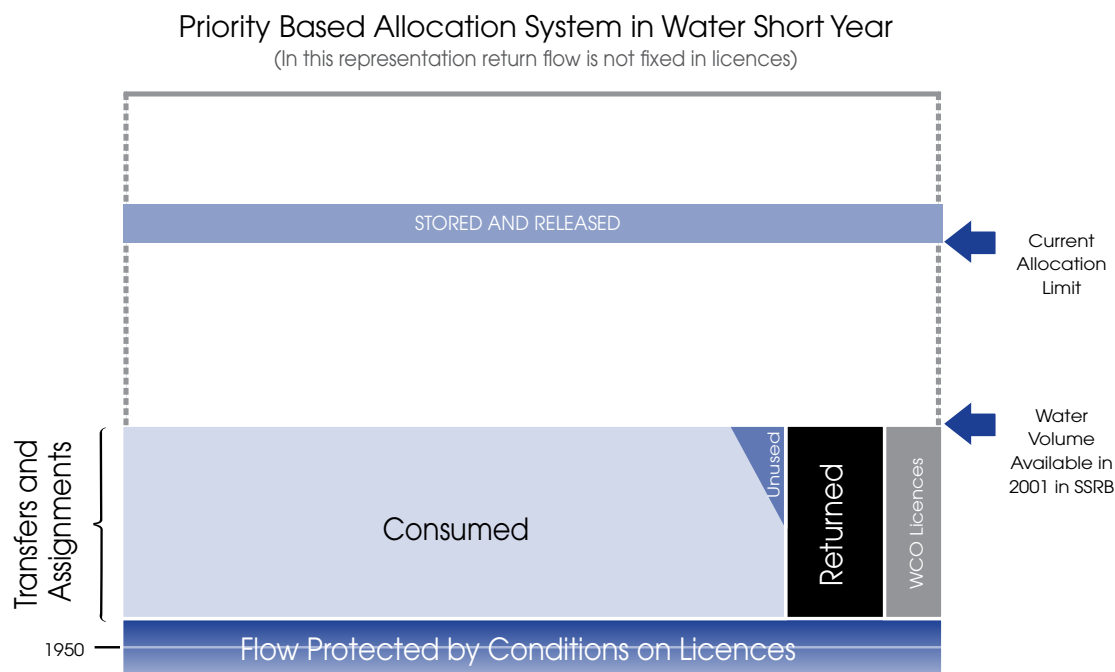 Priority Based Allocation System in Water Short Year
(In this representation return flow is not fixed in licences)
STORED AND RELEASED
Current
Allocation
Limit
Water
Volume
Available in
2001 in SSRB
Transfers and
Assignments
Consumed
Unused
Returned
WCO Licences
1950
Flow Protected by Conditions on Licences